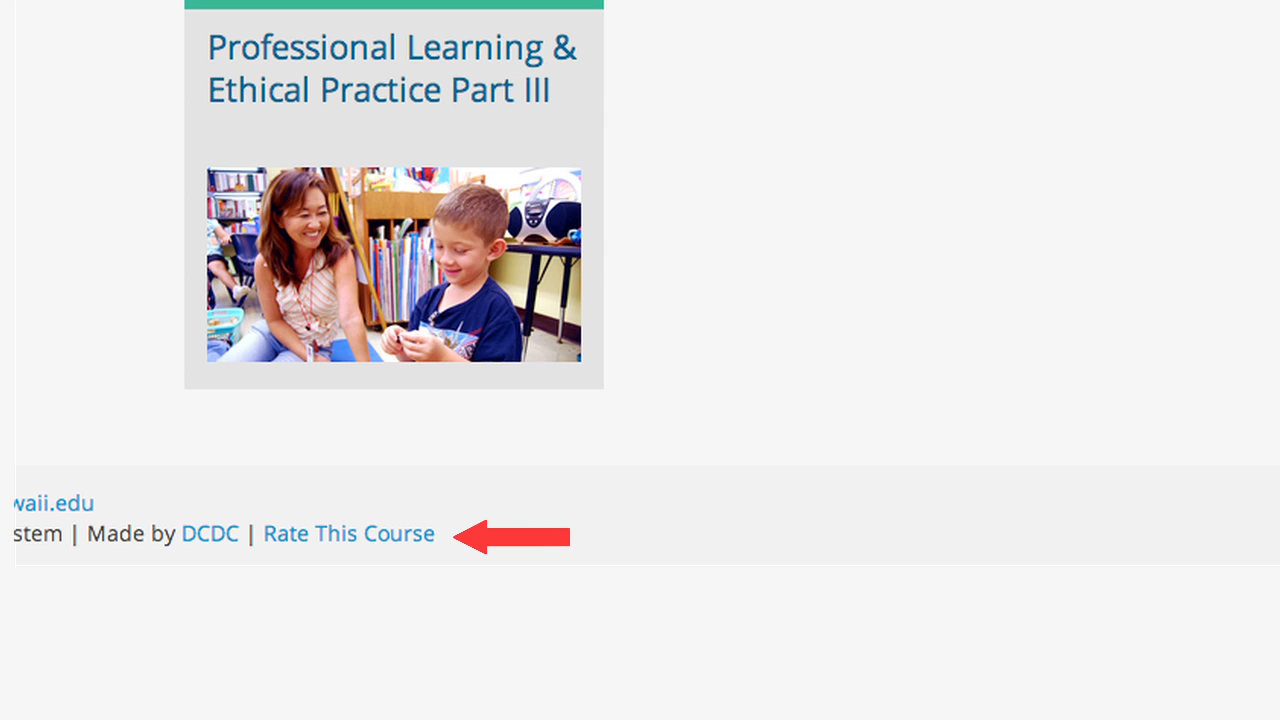 Professional Learning &
Ethical Practice Part III
waii.edu
stem | Made by DCDC | Rate This Course